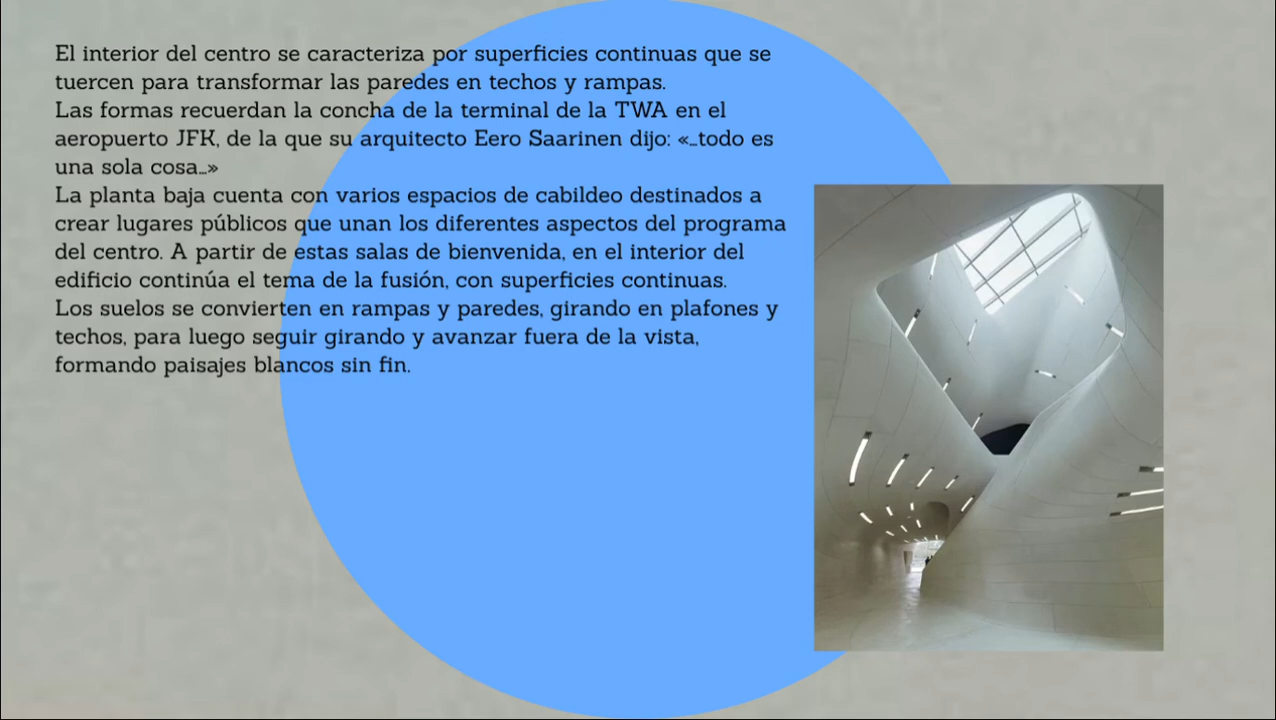 El interior del centro se caracteriza por superficies continuas que se
tuercen para transformar las paredes en techos y rampas.
Las formas recuerdan la concha de la terminal de la TWA en el
aeropuerto JFK, de la que su arquitecto Eero Saarinen dijo: «…todo es
una sola cosa…»
La planta baja cuenta con varios espacios de cabildeo destinados a
crear lugares públicos que unan los diferentes aspectos del programa
del centro. A partir de estas salas de bienvenida, en el interior del
edificio continúa el tema de la fusión, con superficies continuas.
Los suelos se convierten en rampas y paredes, girando en plafones y
techos, para luego seguir girando y avanzar fuera de la vista,
formando paisajes blancos sin fin.